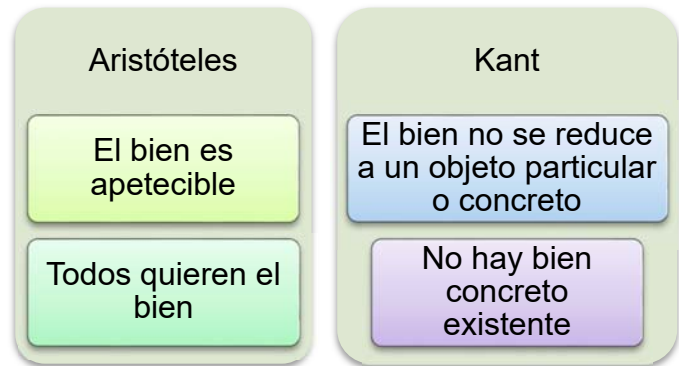 Aristóteles
El bien es
apetecible
Todos quieren el
bien
Kant
El bien no se reduce
a un objeto particular
o concreto
No hay bien
concreto
existente